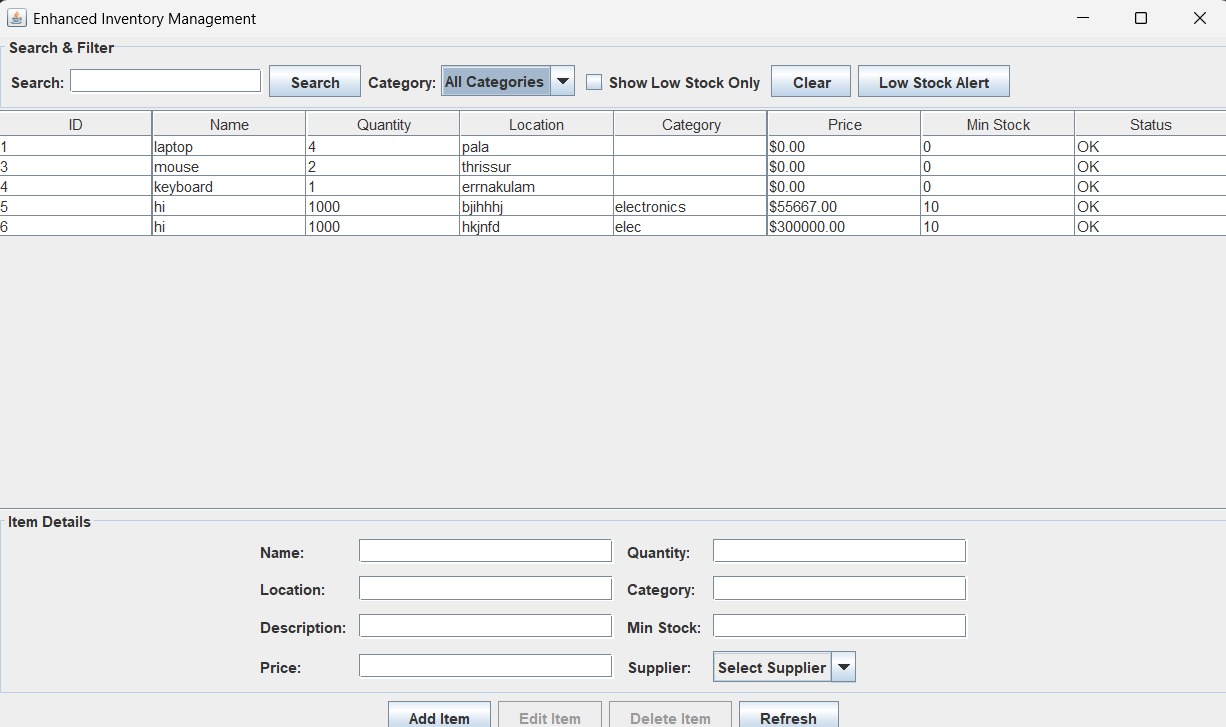 Enhanced Inventory Management
Search & Filter
Search: Search Category: All Categories Show Low Stock Only Clear Low Stock Alert
ID Name Quantity Location Category Price Min Stock Status
1 laptop 4 pala $0.00 0 OK
3 mouse 2 thrissur $0.00 0 OK
4 keyboard 1 errnakulam $0.00 0 OK
5 hi 1000 bjihhhj electronics $55667.00 10 OK
6 hi 1000 hkjnfd elec $300000.00 10 OK
Item Details
Name: Quantity:
Location: Category:
Description: Min Stock:
Price: Supplier: Select Supplier
Add Item Edit Item Delete Item Refresh